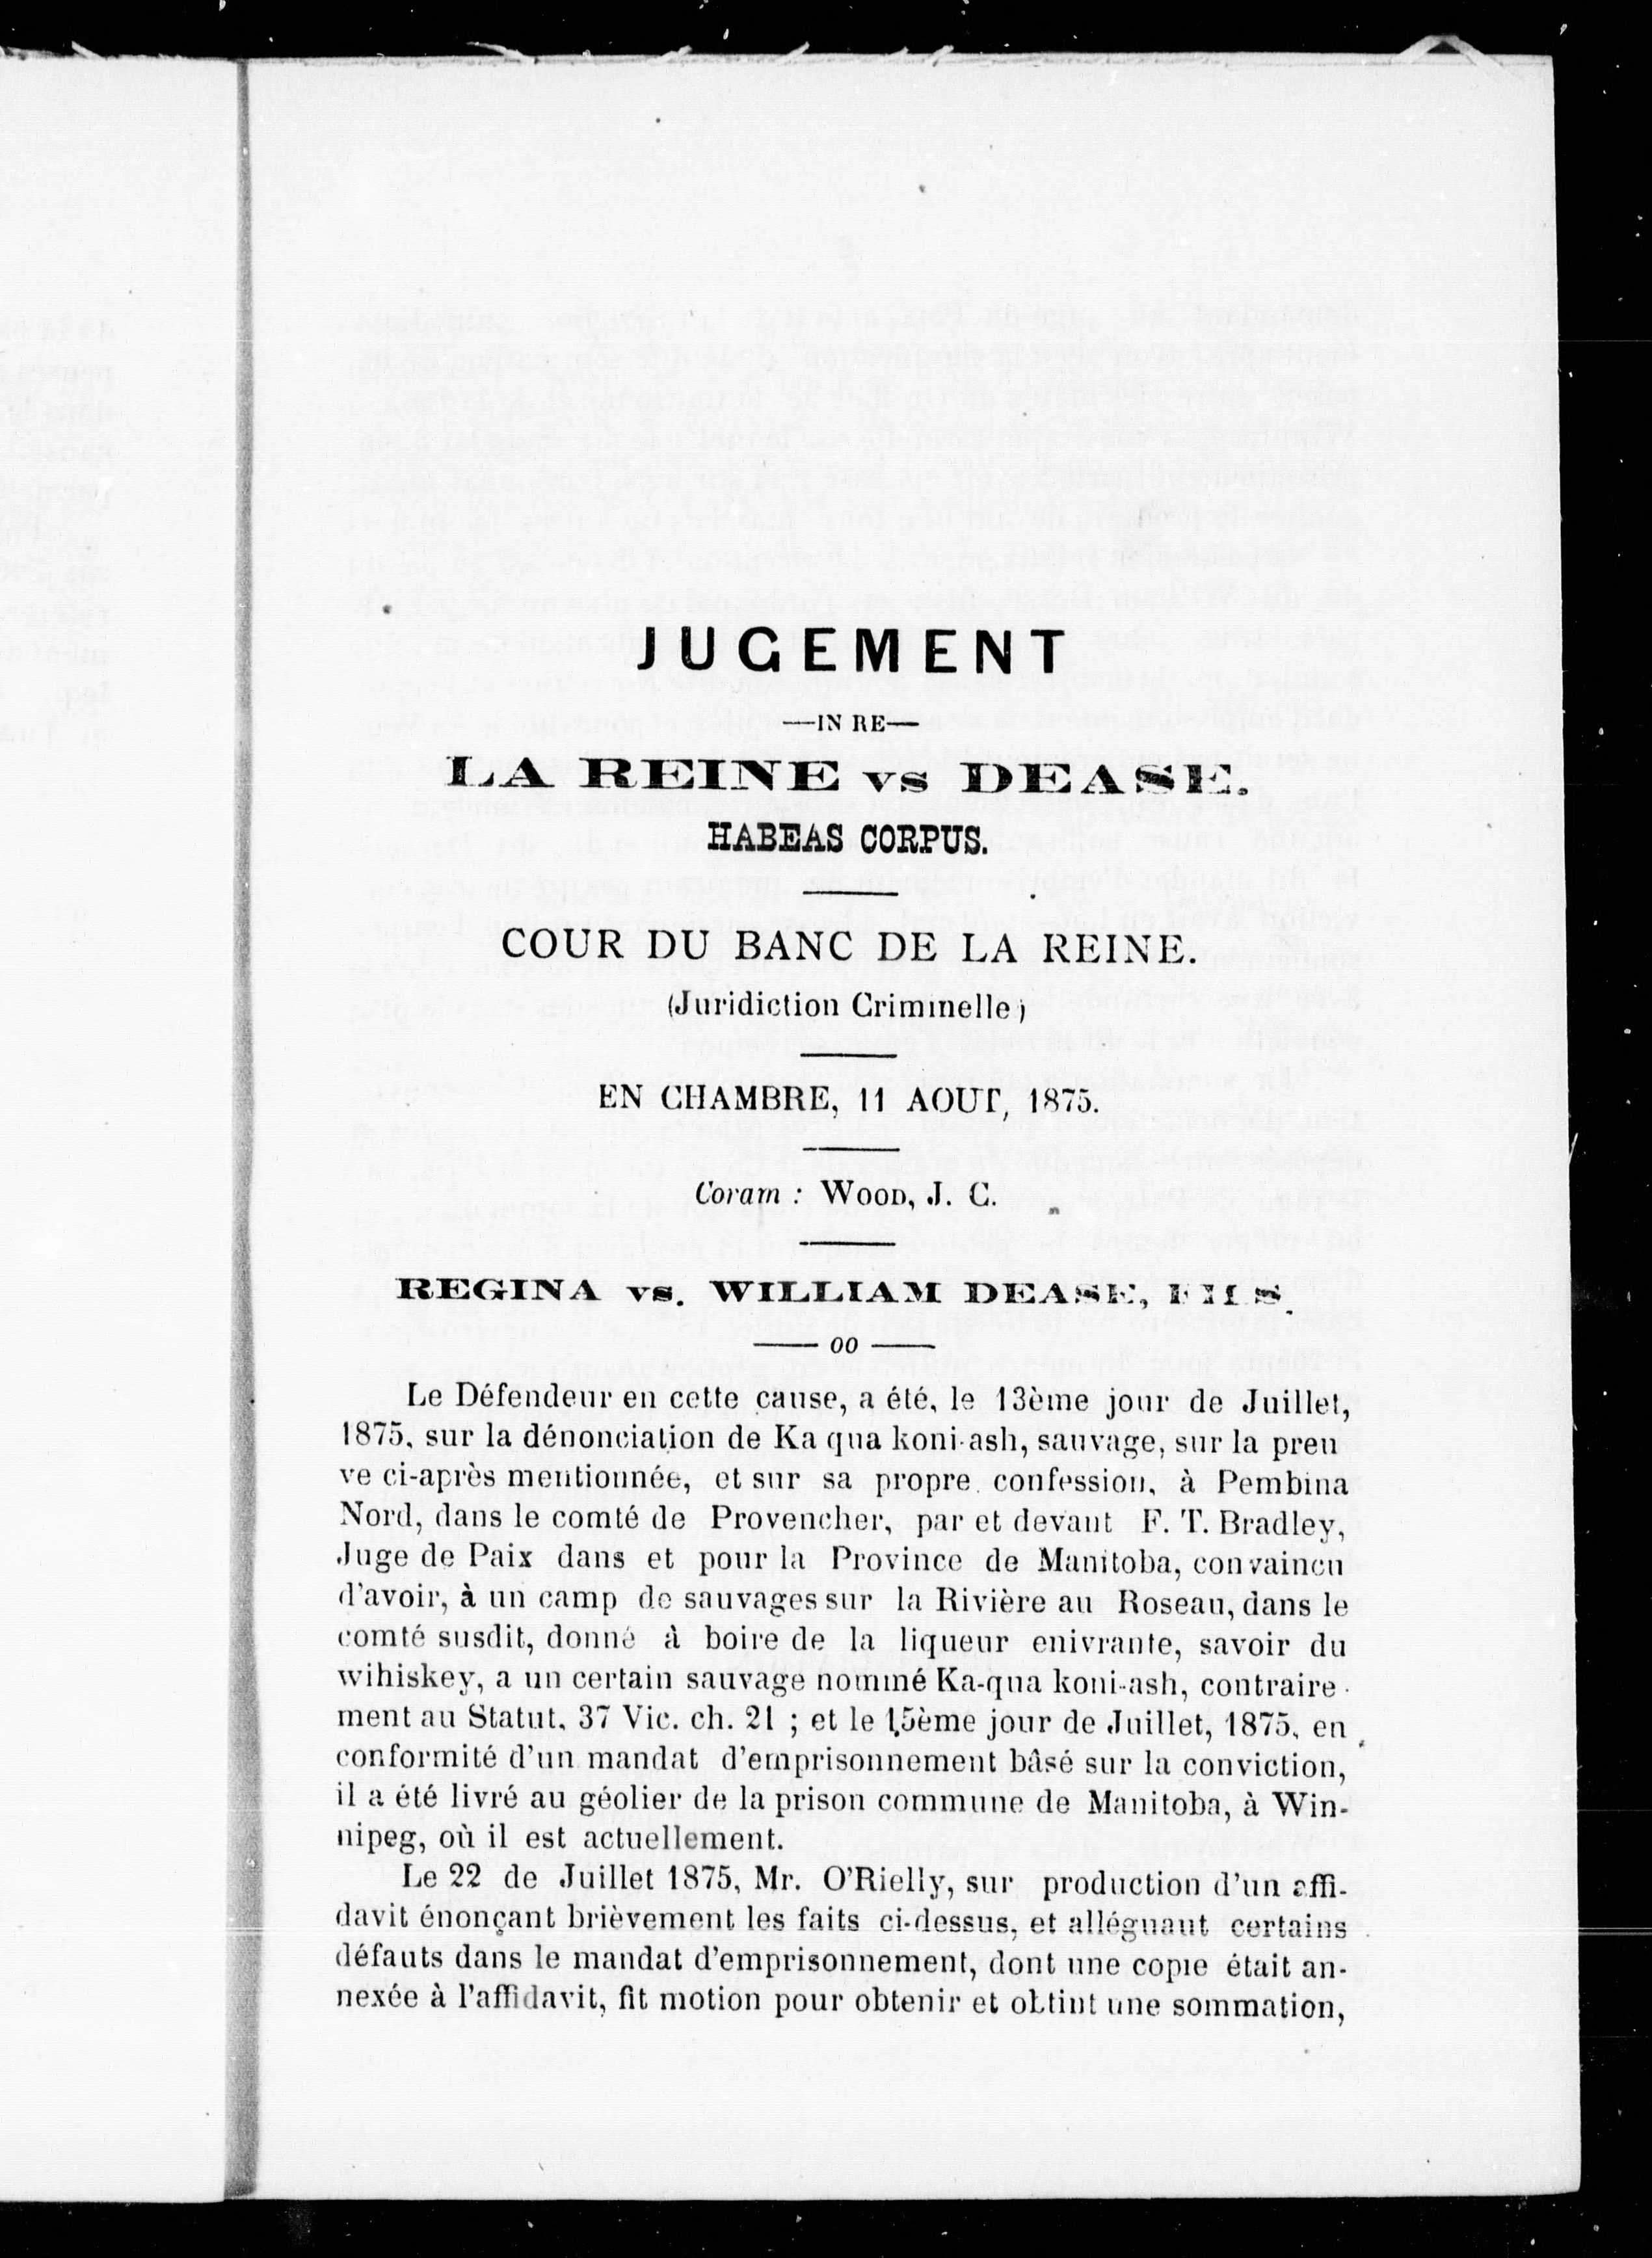 JUGEMENT
—IN RE—
LA REINE vs DEASE.
HABEAS CORPUS.
COUR DU BANC DE LA REINE.
(Juridiction Criminelle)
EN CHAMBRE, 11 AOUT, 1875.
Coram : WOOD, J. C.
REGINA vs. WILLIAM DEASE, FILS.
—— oo ——
Le Défendeur en cette cause, a été, le 13ème jour de Juillet,
1875, sur la dénonciation de Ka qua koni-ash, sauvage, sur la preu
ve ci-après mentionnée, et sur sa propre confession, à Pembina
Nord, dans le comté de Provencher, par et devant F. T. Bradley,
Juge de Paix dans et pour la Province de Manitoba, convaincu
d'avoir, à un camp de sauvages sur la Rivière au Roseau, dans le
comté susdit, donné à boire de la liqueur enivrante, savoir du
wihiskey, a un certain sauvage nommé Ka-qua koni-ash, contraire-
ment au Statut, 37 Vic. ch. 21 ; et le 15ème jour de Juillet, 1875, en
conformité d'un mandat d'emprisonnement bâsé sur la conviction,
il a été livré au géolier de la prison commune de Manitoba, à Win-
nipeg, où il est actuellement.
Le 22 de Juillet 1875, Mr. O'Rielly, sur production d'un affi-
davit énonçant brièvement les faits ci-dessus, et alléguant certains
défauts dans le mandat d'emprisonnement, dont une copie était an-
nexée à l'affidavit, fit motion pour obtenir et obtint une sommation,